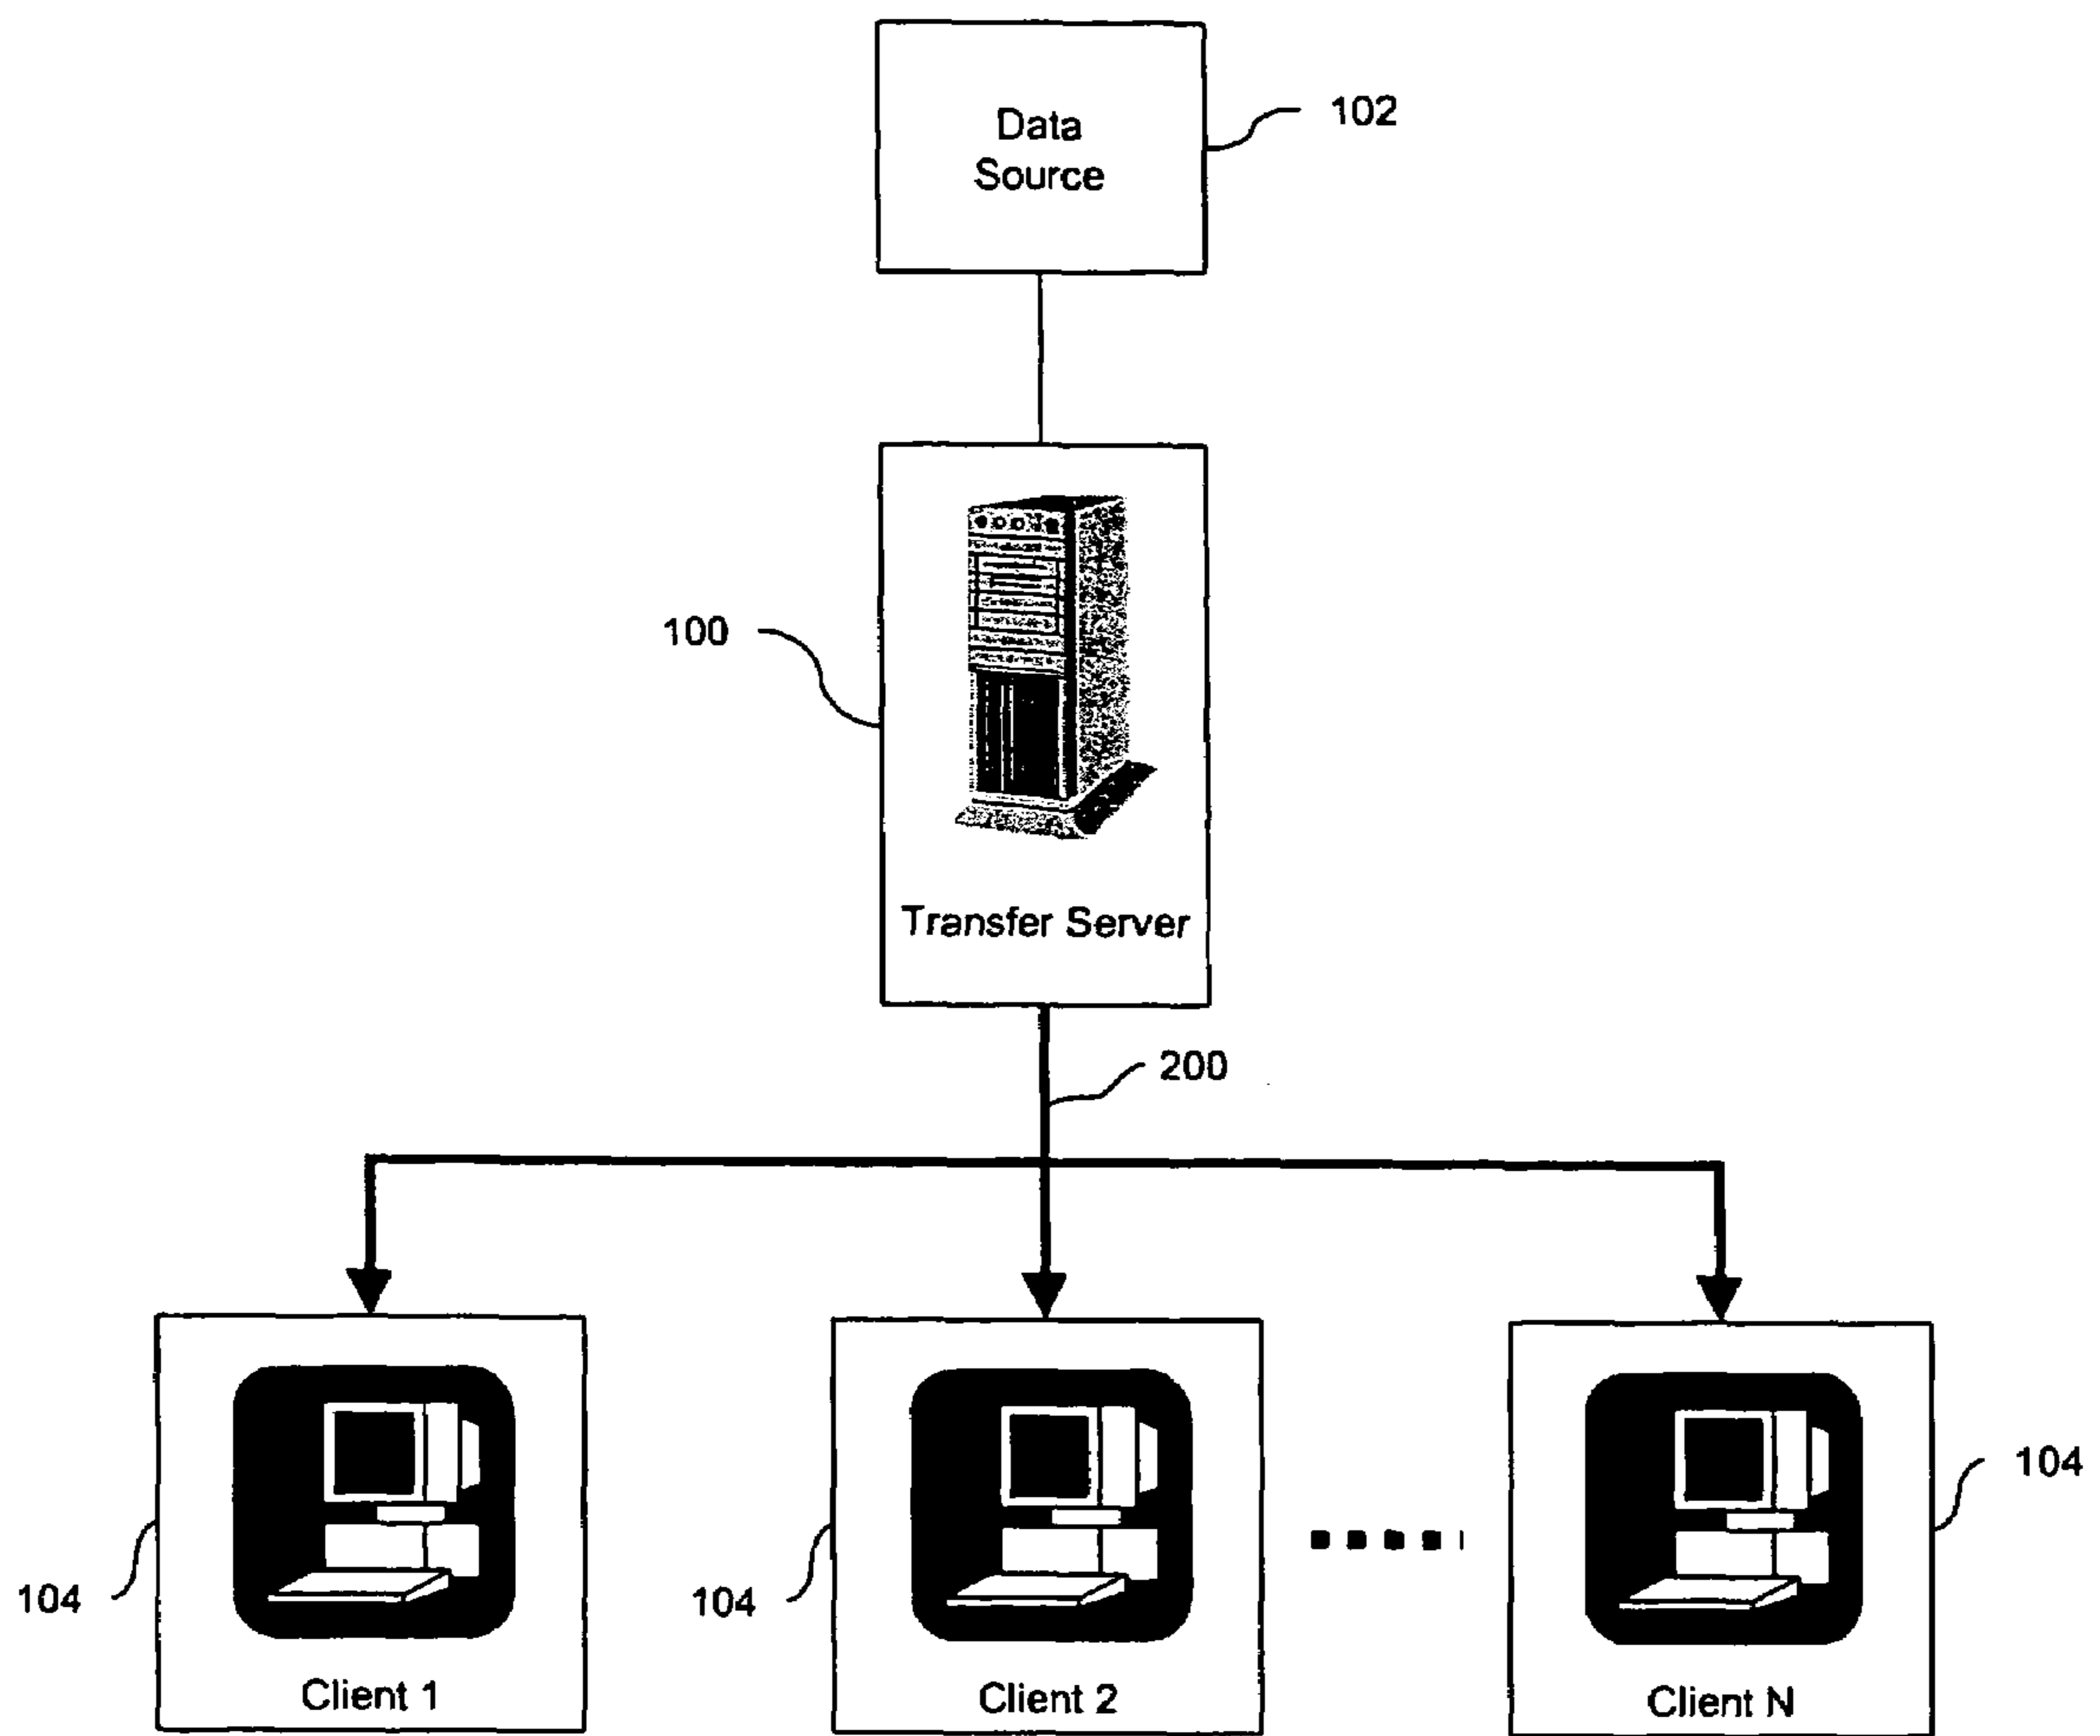 Data
Source
102
100
Transfer Server
200
104
104
104
Client 1
Client 2
Client N